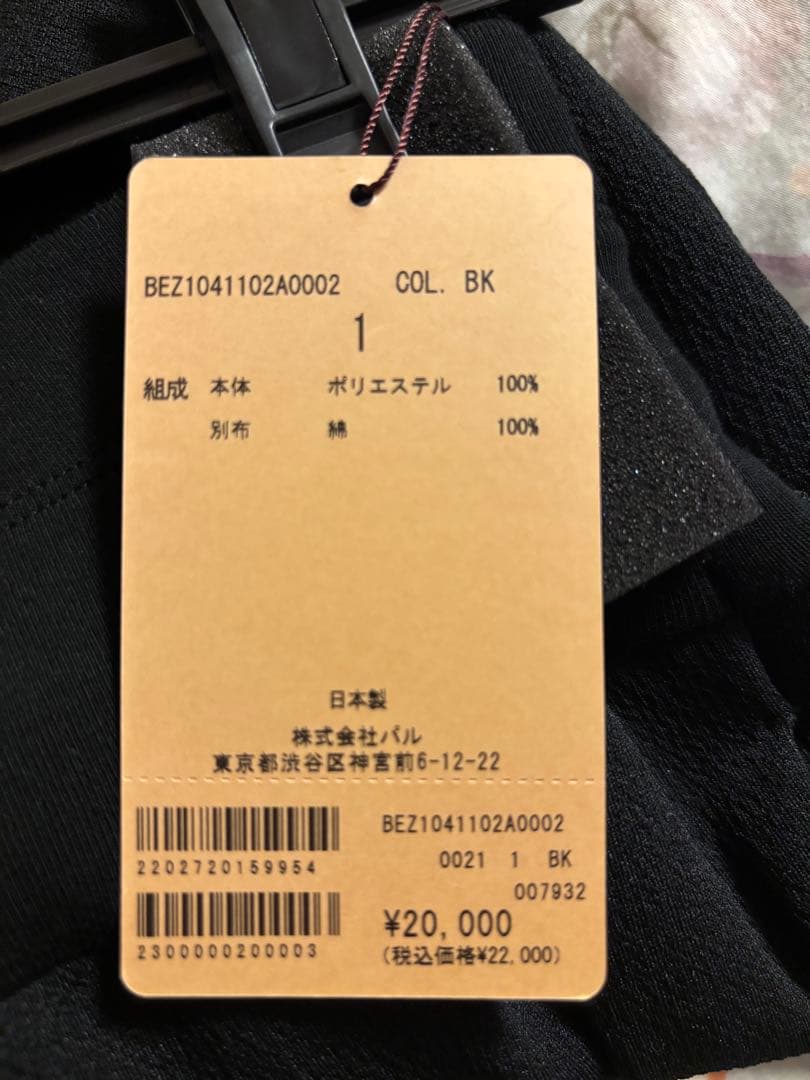 BEZ1041102A0002 COL. BK
1
組成 本体 ポリエステル 100%
別布 綿 100%
日本製
株式会社パル
東京都渋谷区神宮前6-12-22
2202720159954
2300000200003
BEZ1041102A0002
0021 1 BK
007932
¥20,000
(税込価格¥22,000)